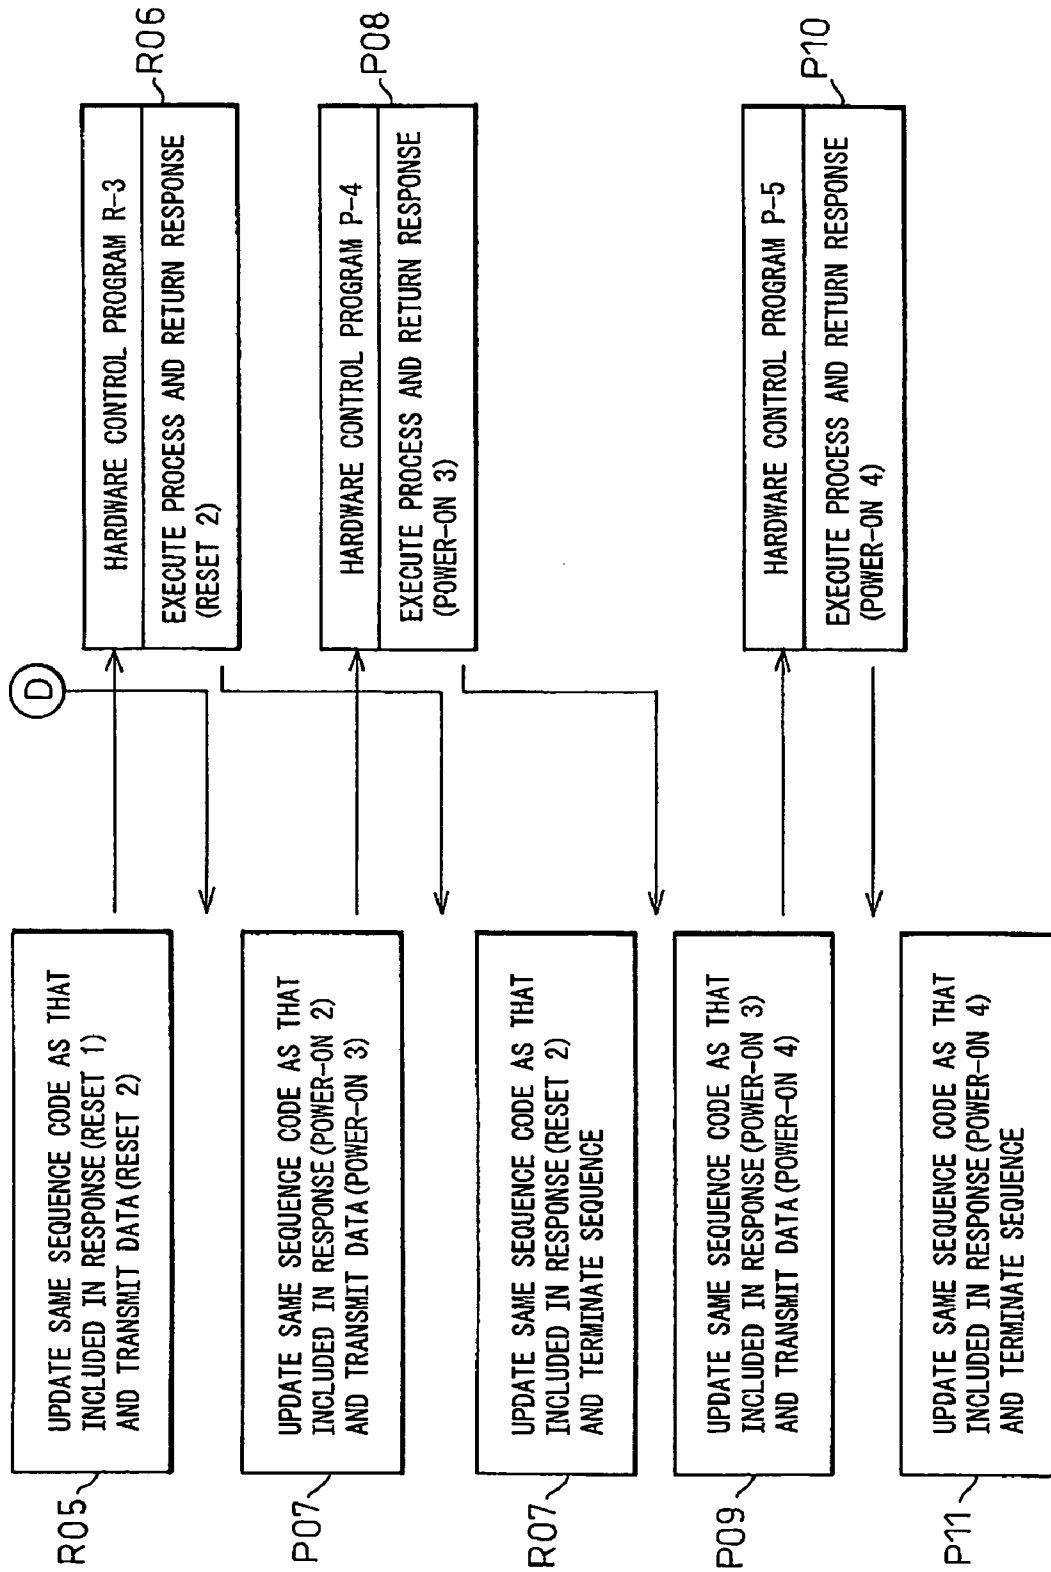 D
R05
UPDATE SAME SEQUENCE CODE AS THAT
INCLUDED IN RESPONSE(RESET 1)
AND TRANSMIT DATA(RESET 2)
HARDWARE CONTROL PROGRAM R-3
EXECUTE PROCESS AND RETURN RESPONSE
(RESET 2)
R06
P07
UPDATE SAME SEQUENCE CODE AS THAT
INCLUDED IN RESPONSE(POWER-ON 2)
AND TRANSMIT DATA(POWER-ON 3)
HARDWARE CONTROL PROGRAM P-4
EXECUTE PROCESS AND RETURN RESPONSE
(POWER-ON 3)
P08
R07
UPDATE SAME SEQUENCE CODE AS THAT
INCLUDED IN RESPONSE(RESET 2)
AND TERMINATE SEQUENCE
P09
UPDATE SAME SEQUENCE CODE AS THAT
INCLUDED IN RESPONSE(POWER-ON 3)
AND TRANSMIT DATA(POWER-ON 4)
HARDWARE CONTROL PROGRAM P-5
EXECUTE PROCESS AND RETURN RESPONSE
(POWER-ON 4)
P10
P11
UPDATE SAME SEQUENCE CODE AS THAT
INCLUDED IN RESPONSE(POWER-ON 4)
AND TERMINATE SEQUENCE